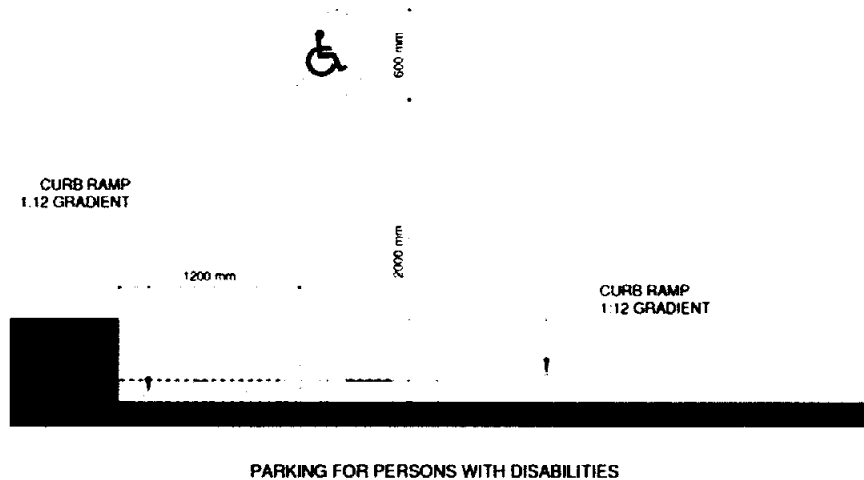 600 mm
CURB RAMP
1:12 GRADIENT
2000 mm
1200 mm
CURB RAMP
1:12 GRADIENT
PARKING FOR PERSONS WITH DISABILITIES